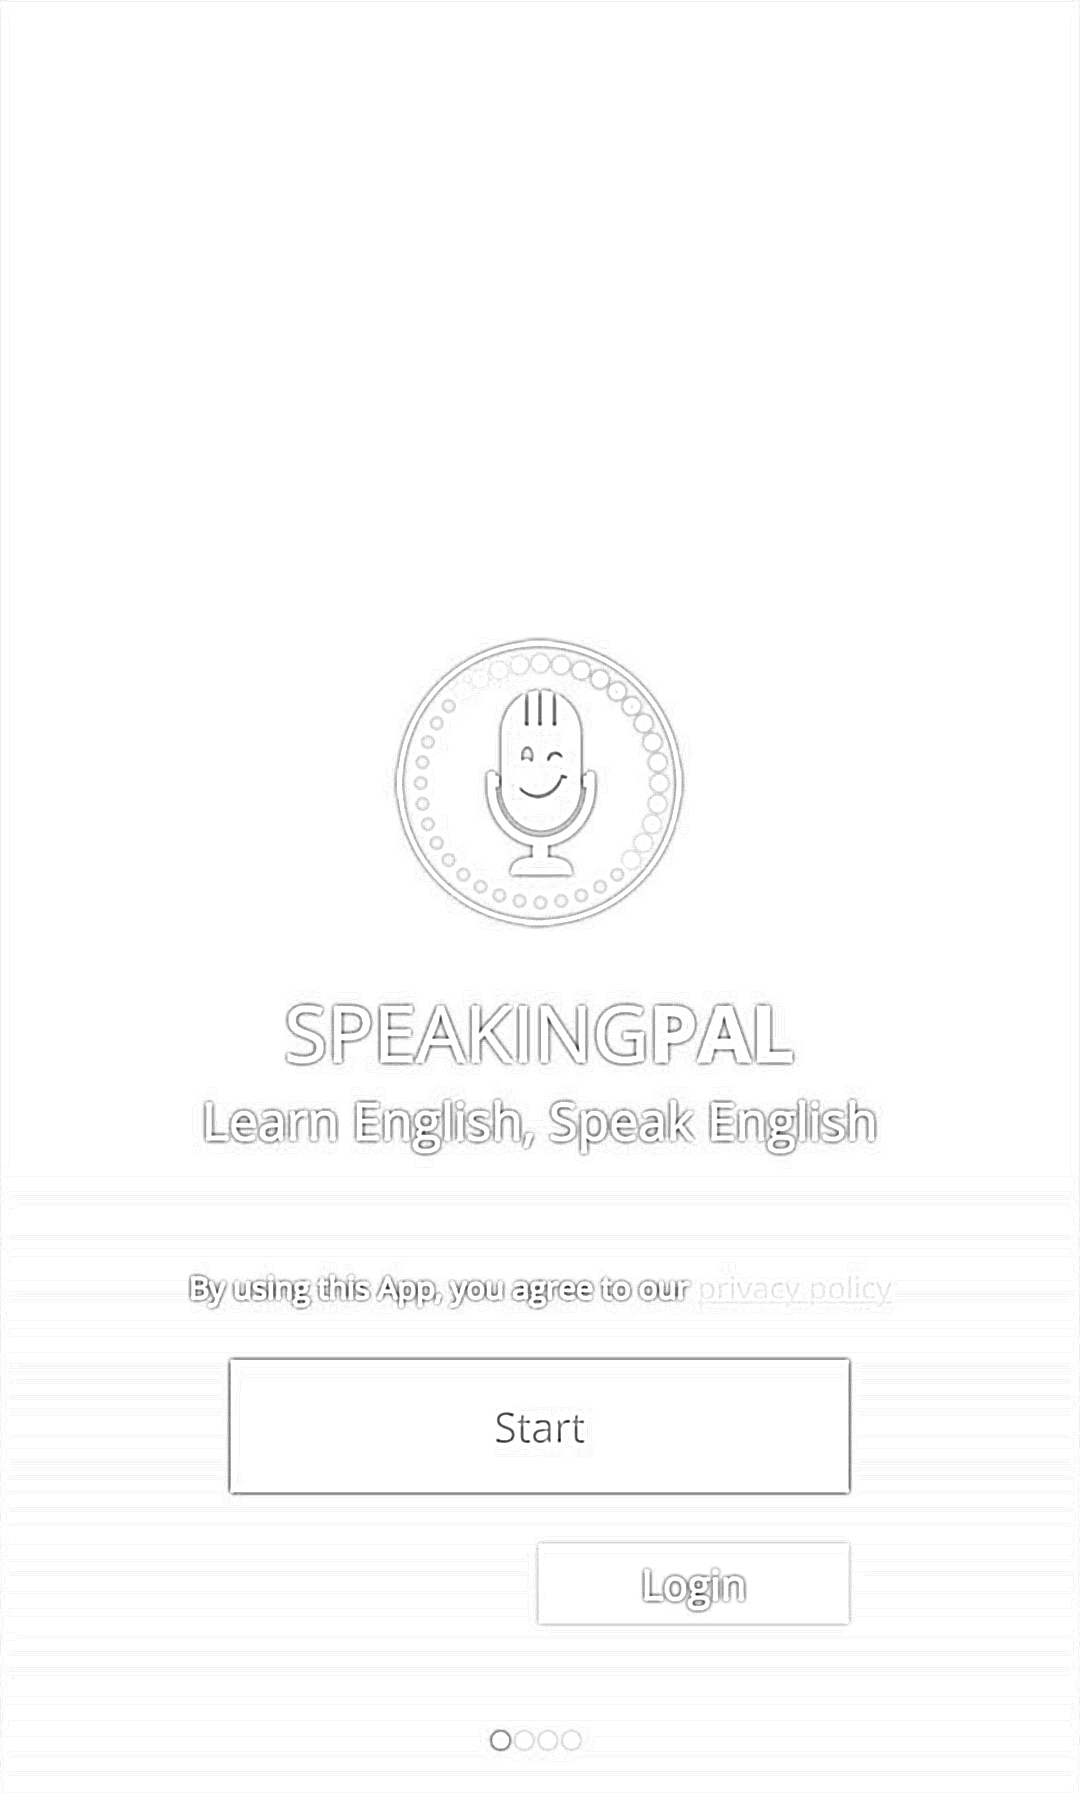 SPEAKINGPAL
Learn English, Speak English
By using this App, you agree to our privacy policy
Start
Login